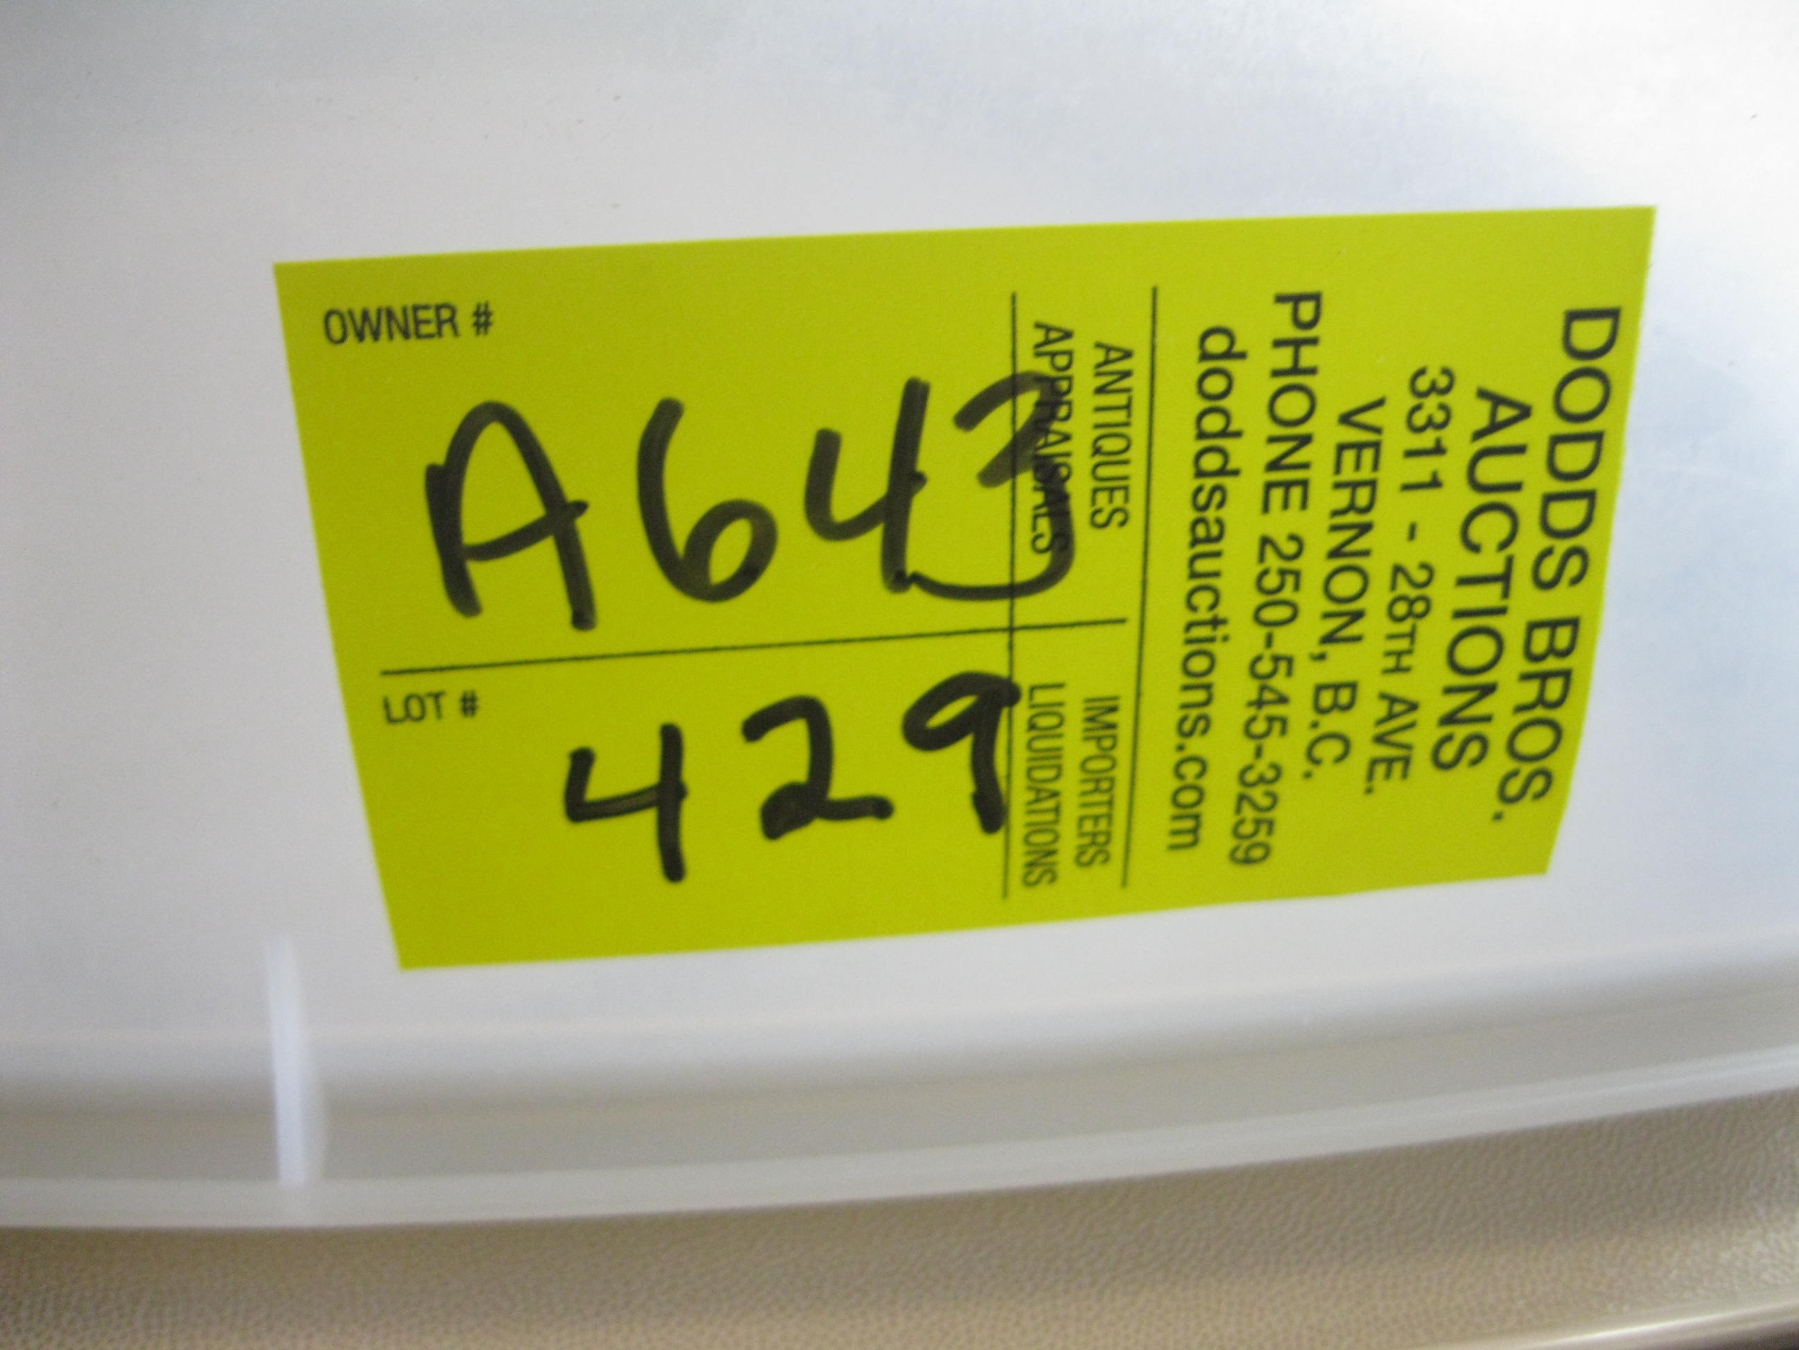 DODDS BROS.
AUCTIONS
3311 - 28TH AVE.
VERNON, B.C.
PHONE 250-545-3259
doddsauctions.com
ANTIQUES
APPRAISALS
IMPORTERS
LIQUIDATIONS
OWNER #
A643
LOT #
429